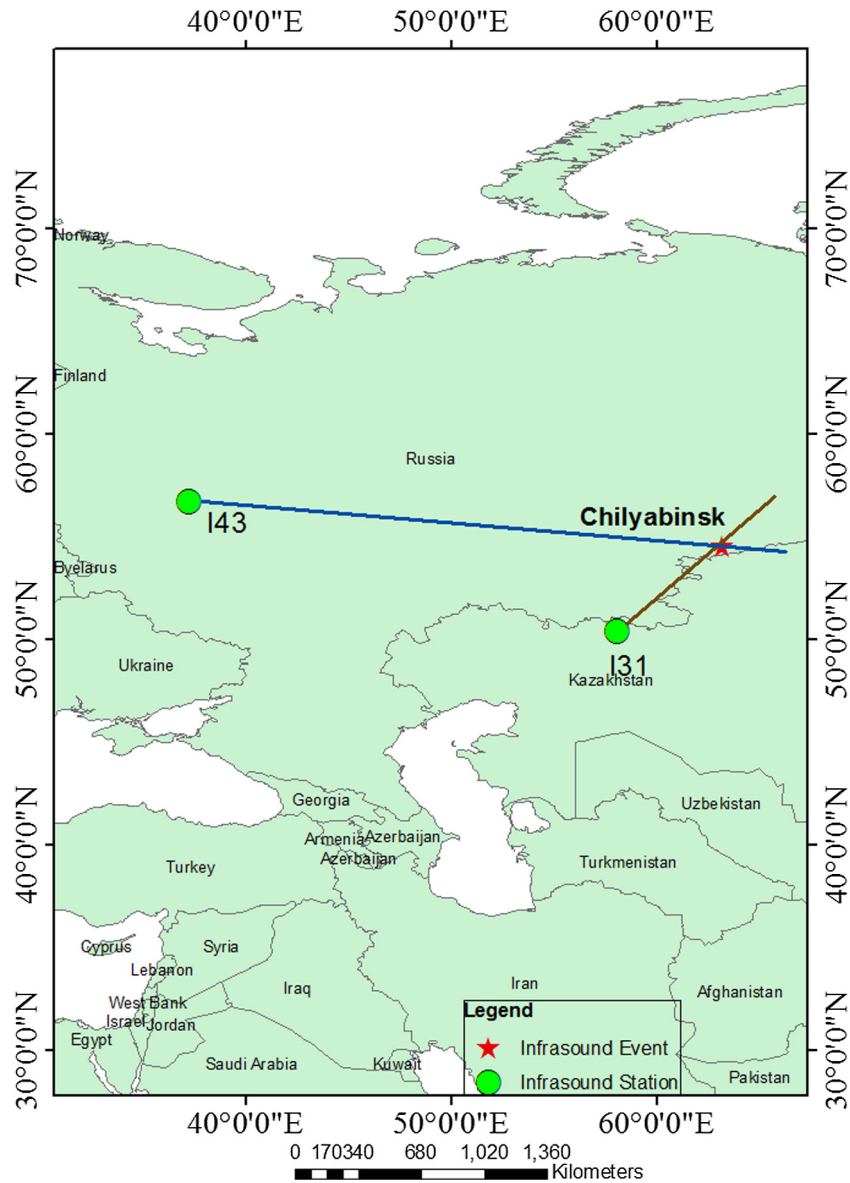 40°0'0"E 50°0'0"E 60°0'0"E
70°0'0"N
70°0'0"N
Norway
Finland
60°0'0"N
60°0'0"N
Russia
Chilyabinsk
I43
Byelarus
50°0'0"N
50°0'0"N
Ukraine
I31
Kazakhstan
Georgia
Uzbekistan
40°0'0"N
40°0'0"N
Armenia
Azerbaijan
Azerbaijan
Turkey
Turkmenistan
Cyprus
Syria
Lebanon
Iraq
Iran
Afghanistan
West Bank
Israel
Jordan
Egypt
Saudi Arabia
Kuwait
Pakistan
30°0'0"N
30°0'0"N
Legend
Infrasound Event
Infrasound Station
40°0'0"E 50°0'0"E 60°0'0"E
0 170 340 680 1,020 1,360
Kilometers